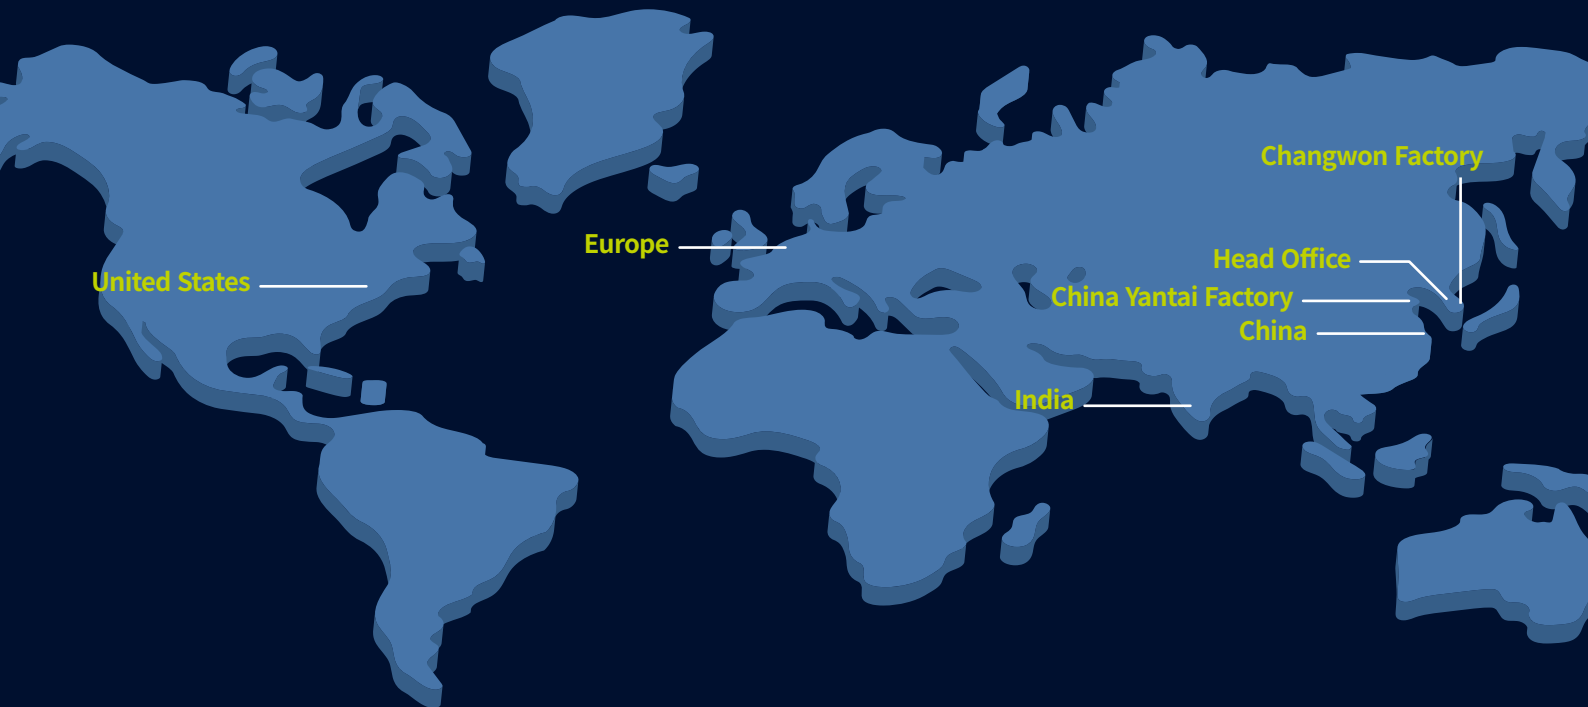 Changwon Factory
Europe
Head Office
United States
China Yantai Factory
China
India